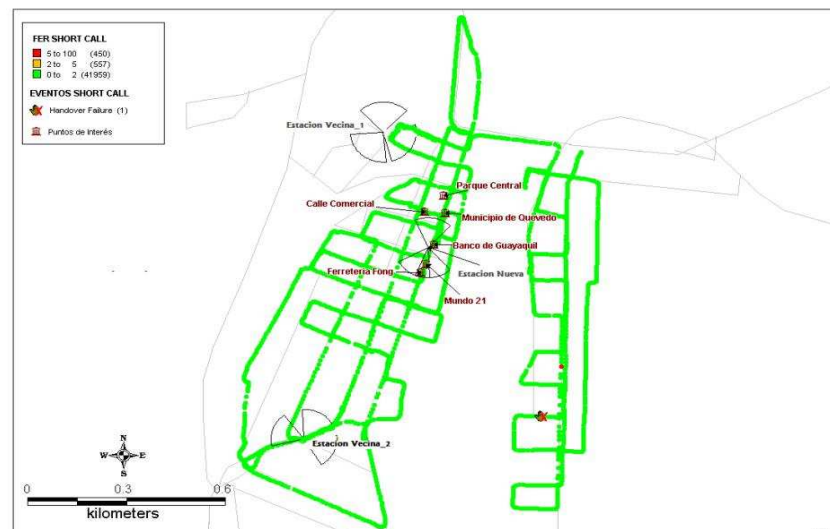 FER SHORT CALL
5 to 100 (450)
2 to 5 (557)
0 to 2 (41959)
EVENTOS SHORT CALL
Handover Failure (1)
Puntos de Interés
Estacion Vecina_1
Parque Central
Calle Comercial
Municipio de Quevedo
Banco de Guayaquil
Ferreteria Fong
Estacion Nueva
Mundo 21
Estacion Vecina_2
N
W E
S
0 0.3 0.6
kilometers